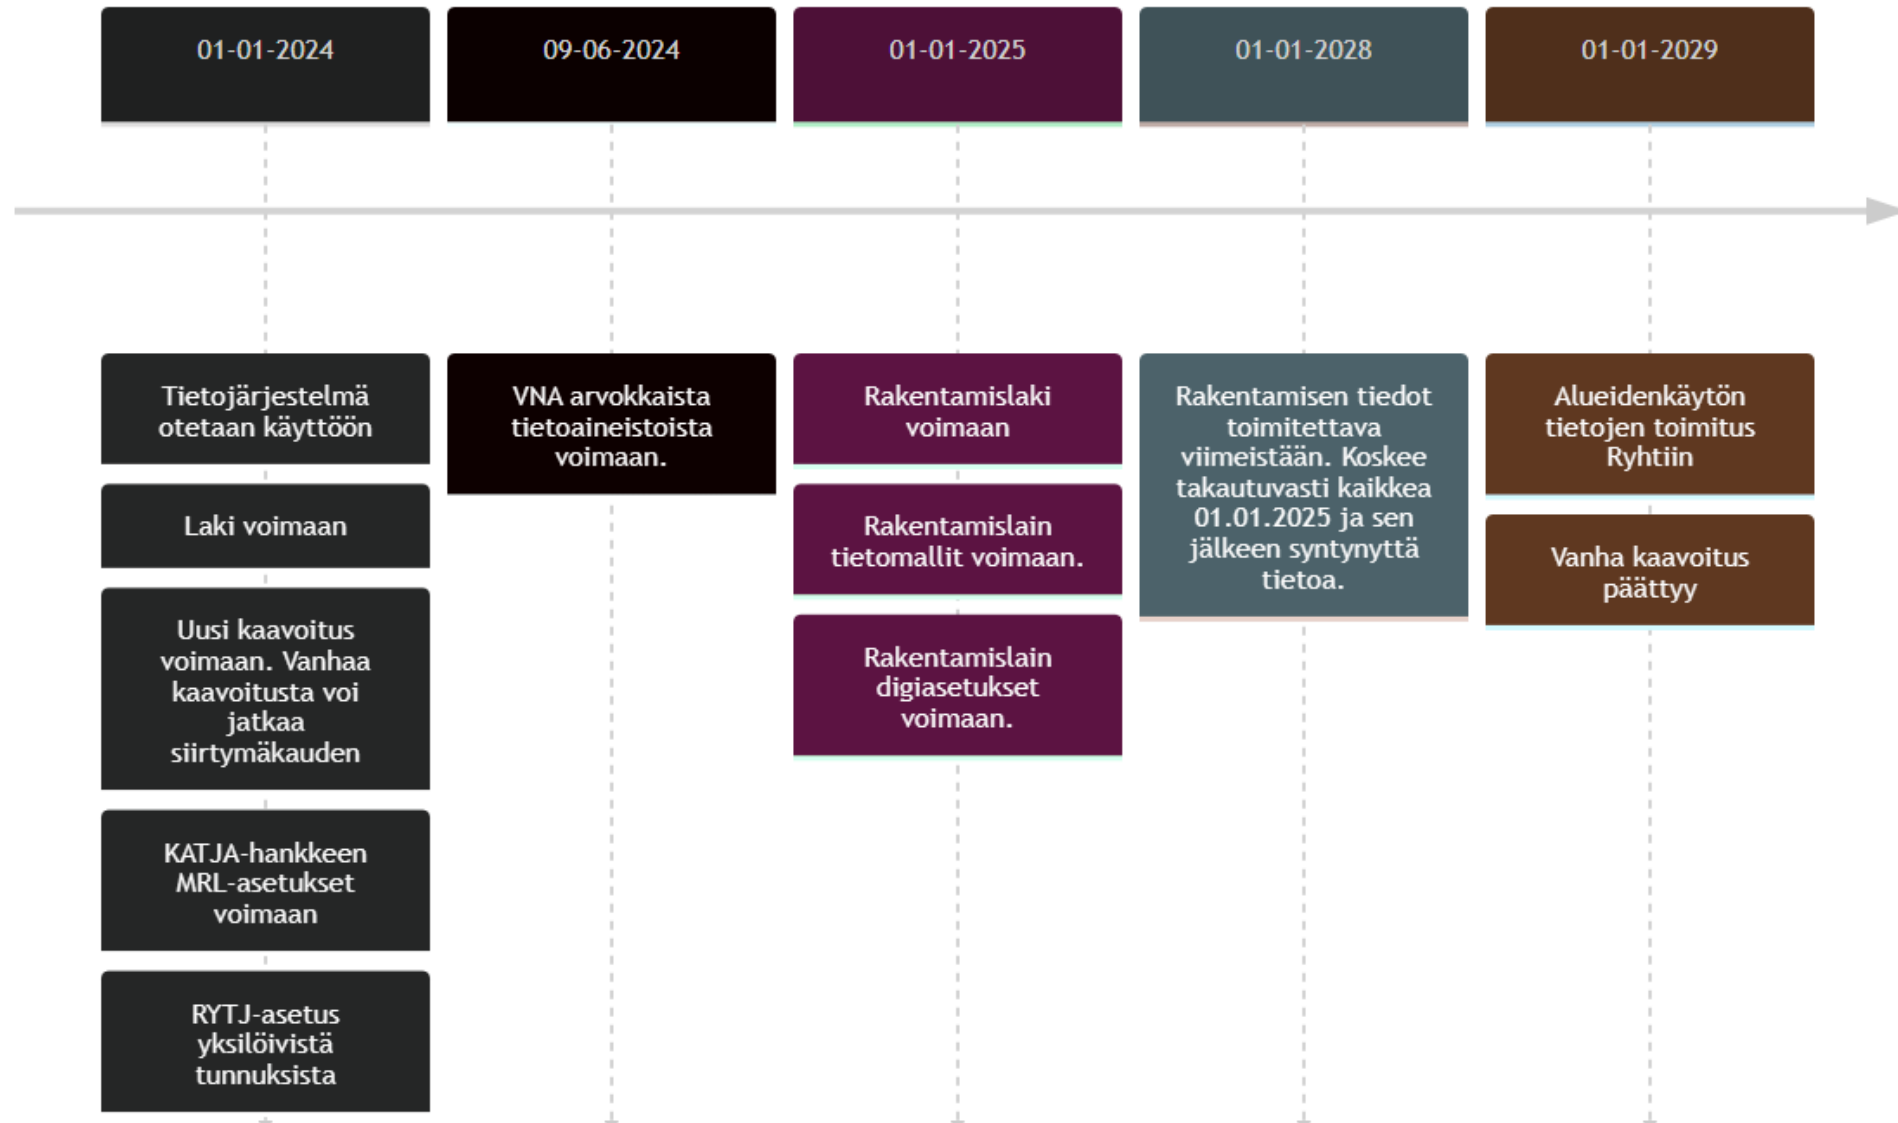 01-01-2024
09-06-2024
01-01-2025
01-01-2028
01-01-2029
Tietojärjestelmä
otetaan käyttöön
Laki voimaan
Uusi kaavoitus
voimaan. Vanhaa
kaavoitusta voi
jatkaa
siirtymäkauden
KATJA-hankkeen
MRL-asetukset
voimaan
RYTJ-asetus
yksilöivistä
tunnuksista
VNA arvokkaista
tietoaineistoista
voimaan.
Rakentamislaki
voimaan
Rakentamislain
tietomallit voimaan.
Rakentamislain
digiasetukset
voimaan.
Rakentamisen tiedot
toimitettava
viimeistään. Koskee
takautuvasti kaikkea
01.01.2025 ja sen
jälkeen syntynyttä
tietoa.
Alueidenkäytön
tietojen toimitus
Ryhtiin
Vanha kaavoitus
päättyy